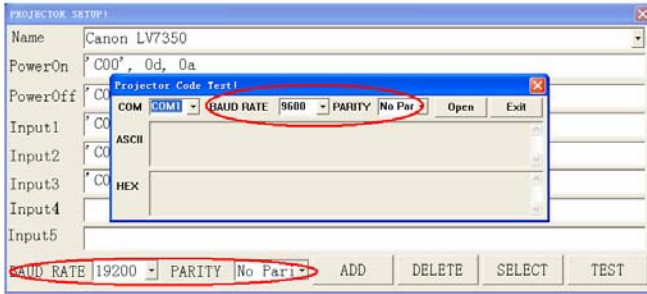 PROJECTOR SETUP!
Name Canon LV7350
PowerOn 'C00', 0d, 0a
Projector Code Test!
PowerOff 'C0
COM COM1 BAUD RATE 9600 PARITY No Par Open Exit
Input1 'C0
ASCII
Input2 'C0
Input3 'C0
HEX
Input4
Input5
BAUD RATE 19200 PARITY No Pari ADD DELETE SELECT TEST